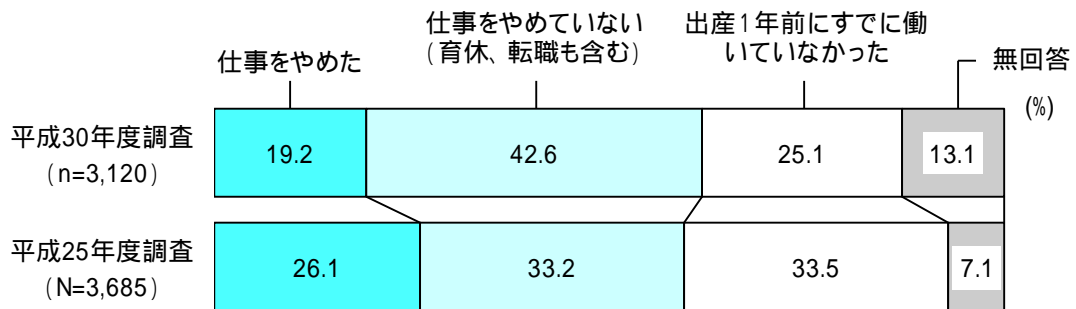 仕事をやめた
仕事をやめていない
(育休、転職も含む)
出産1年前にすでに働
いていなかった
無回答
(%)
平成30年度調査
(n=3,120)
19.2
42.6
25.1
13.1
平成25年度調査
(N=3,685)
26.1
33.2
33.5
7.1